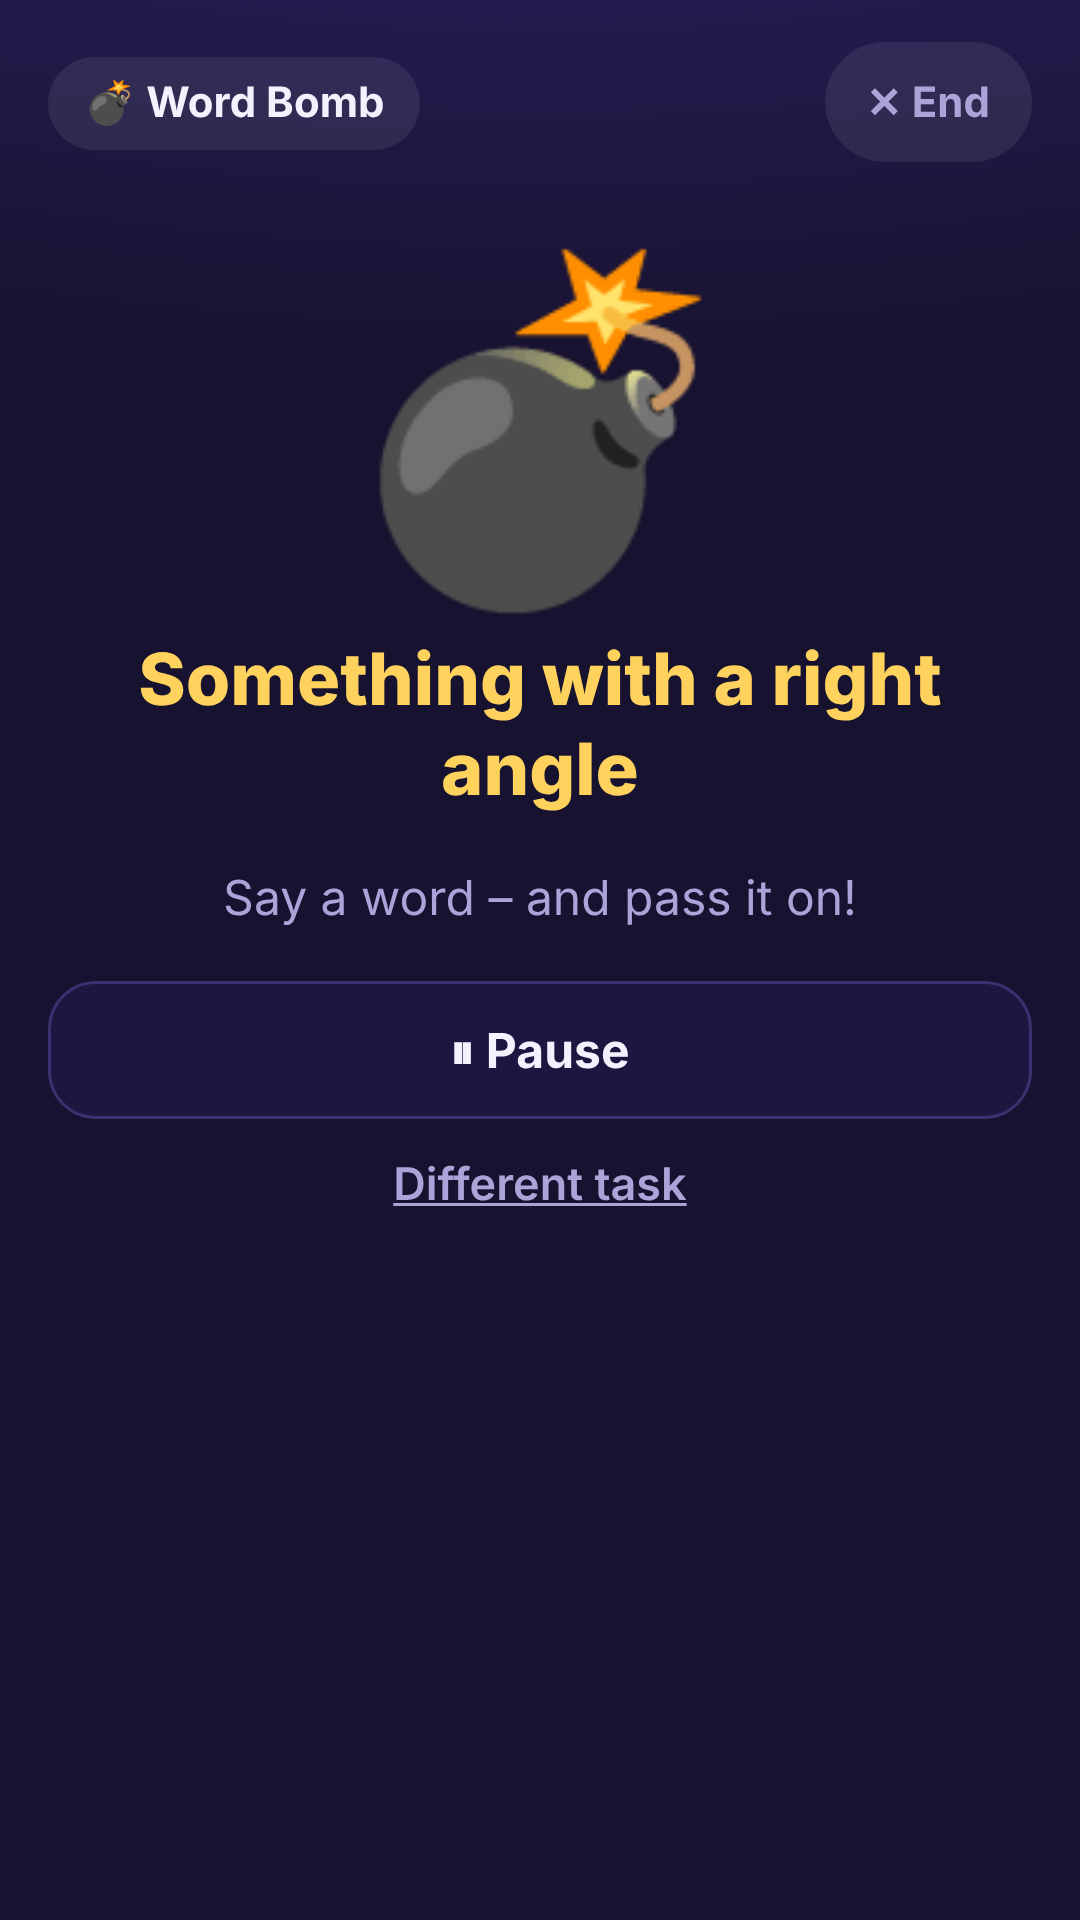 💣 Word Bomb
✕ End
Something with a right
angle
Say a word – and pass it on!
⏸ Pause
Different task